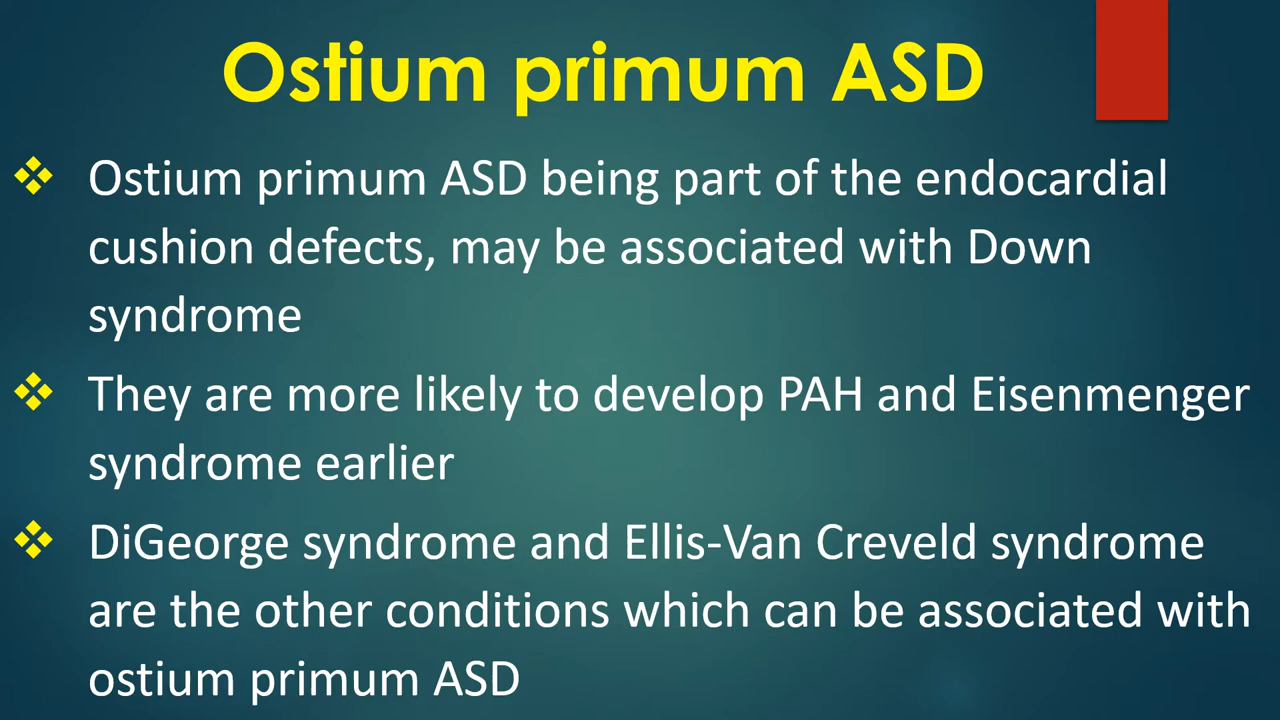 Ostium primum ASD
❖ Ostium primum ASD being part of the endocardial
cushion defects, may be associated with Down
syndrome
❖ They are more likely to develop PAH and Eisenmenger
syndrome earlier
❖ DiGeorge syndrome and Ellis-Van Creveld syndrome
are the other conditions which can be associated with
ostium primum ASD